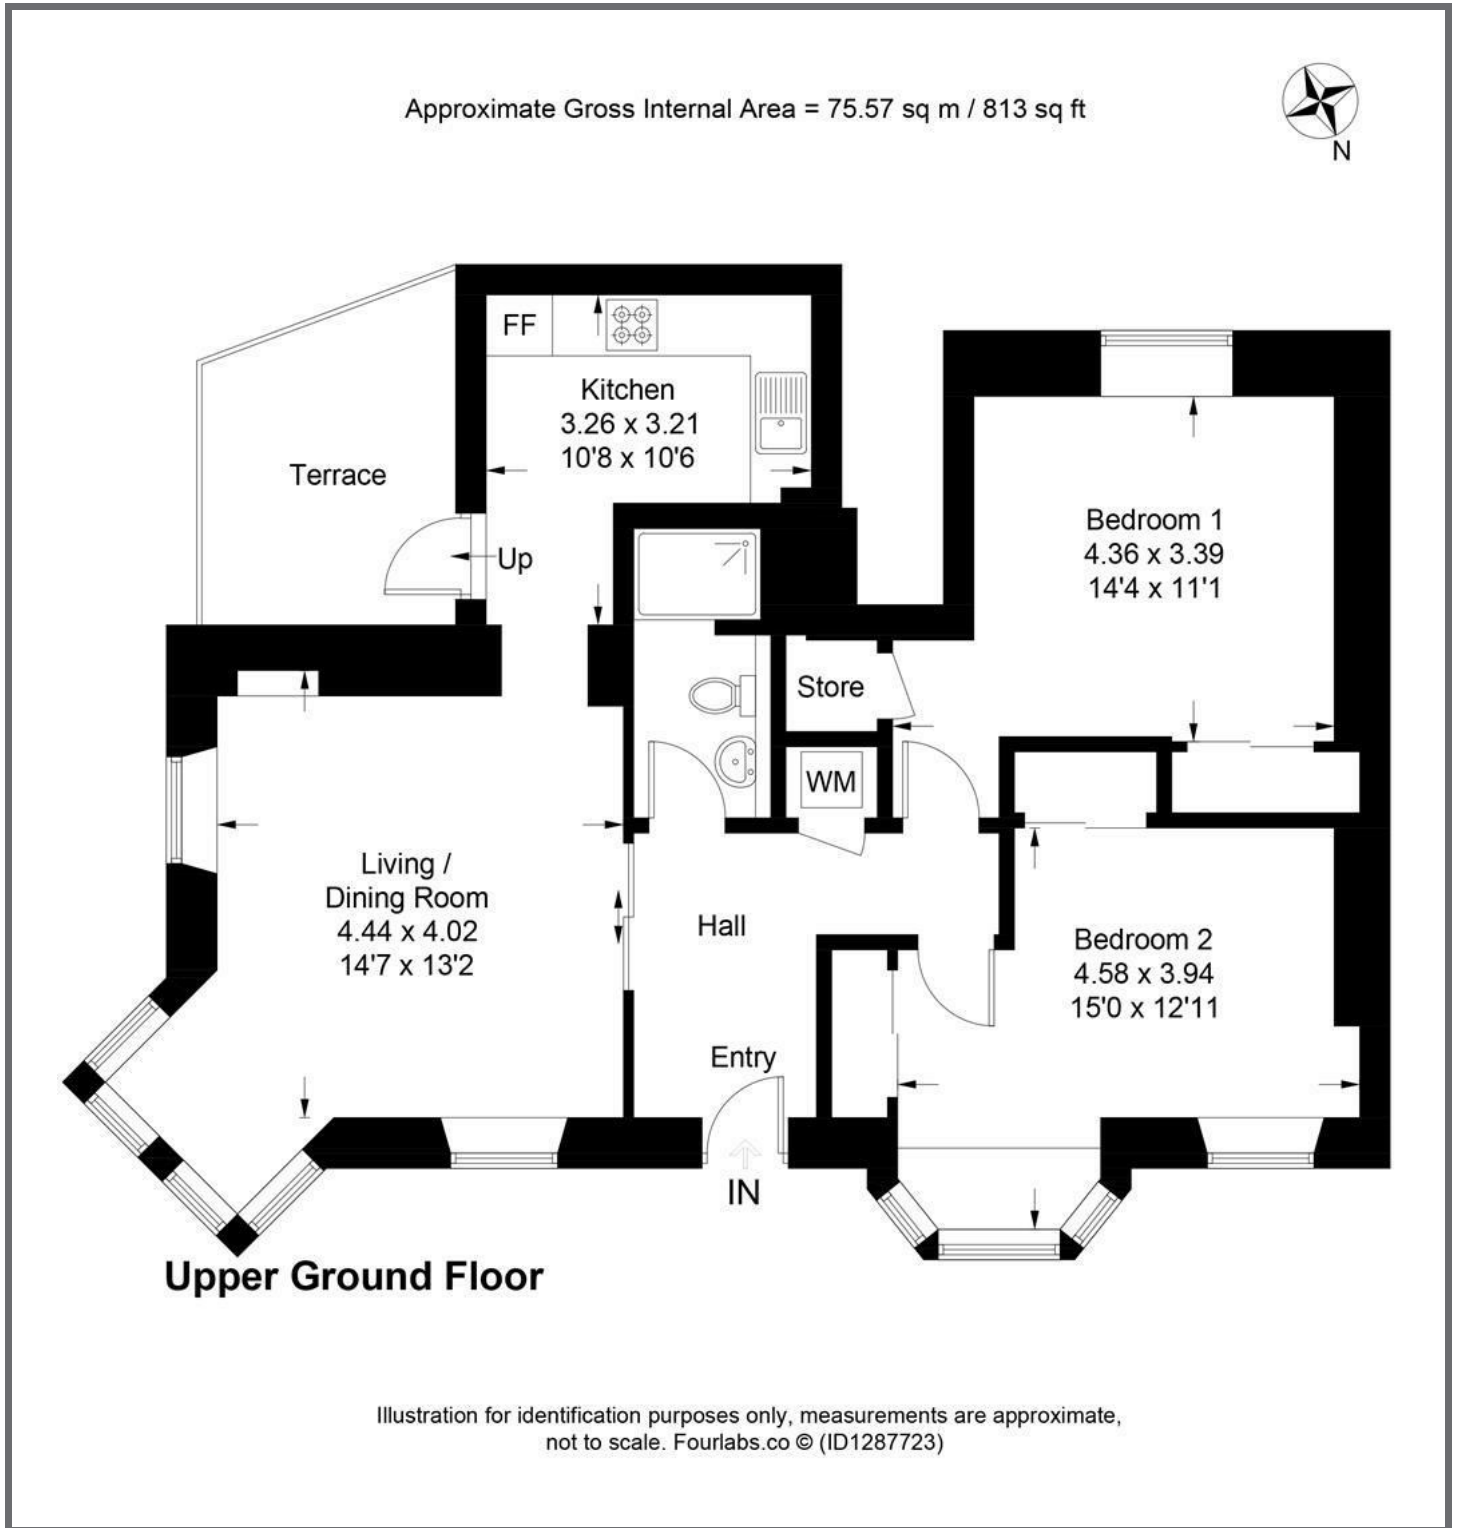 Approximate Gross Internal Area = 75.57 sq m / 813 sq ft
N
FF
Kitchen
3.26 x 3.21
10'8 x 10'6
Terrace
Up
Bedroom 1
4.36 x 3.39
14'4 x 11'1
Store
WM
Living /
Dining Room
4.44 x 4.02
14'7 x 13'2
Hall
Bedroom 2
4.58 x 3.94
15'0 x 12'11
Entry
IN
Upper Ground Floor
Illustration for identification purposes only, measurements are approximate,
not to scale. Fourlabs.co © (ID1287723)